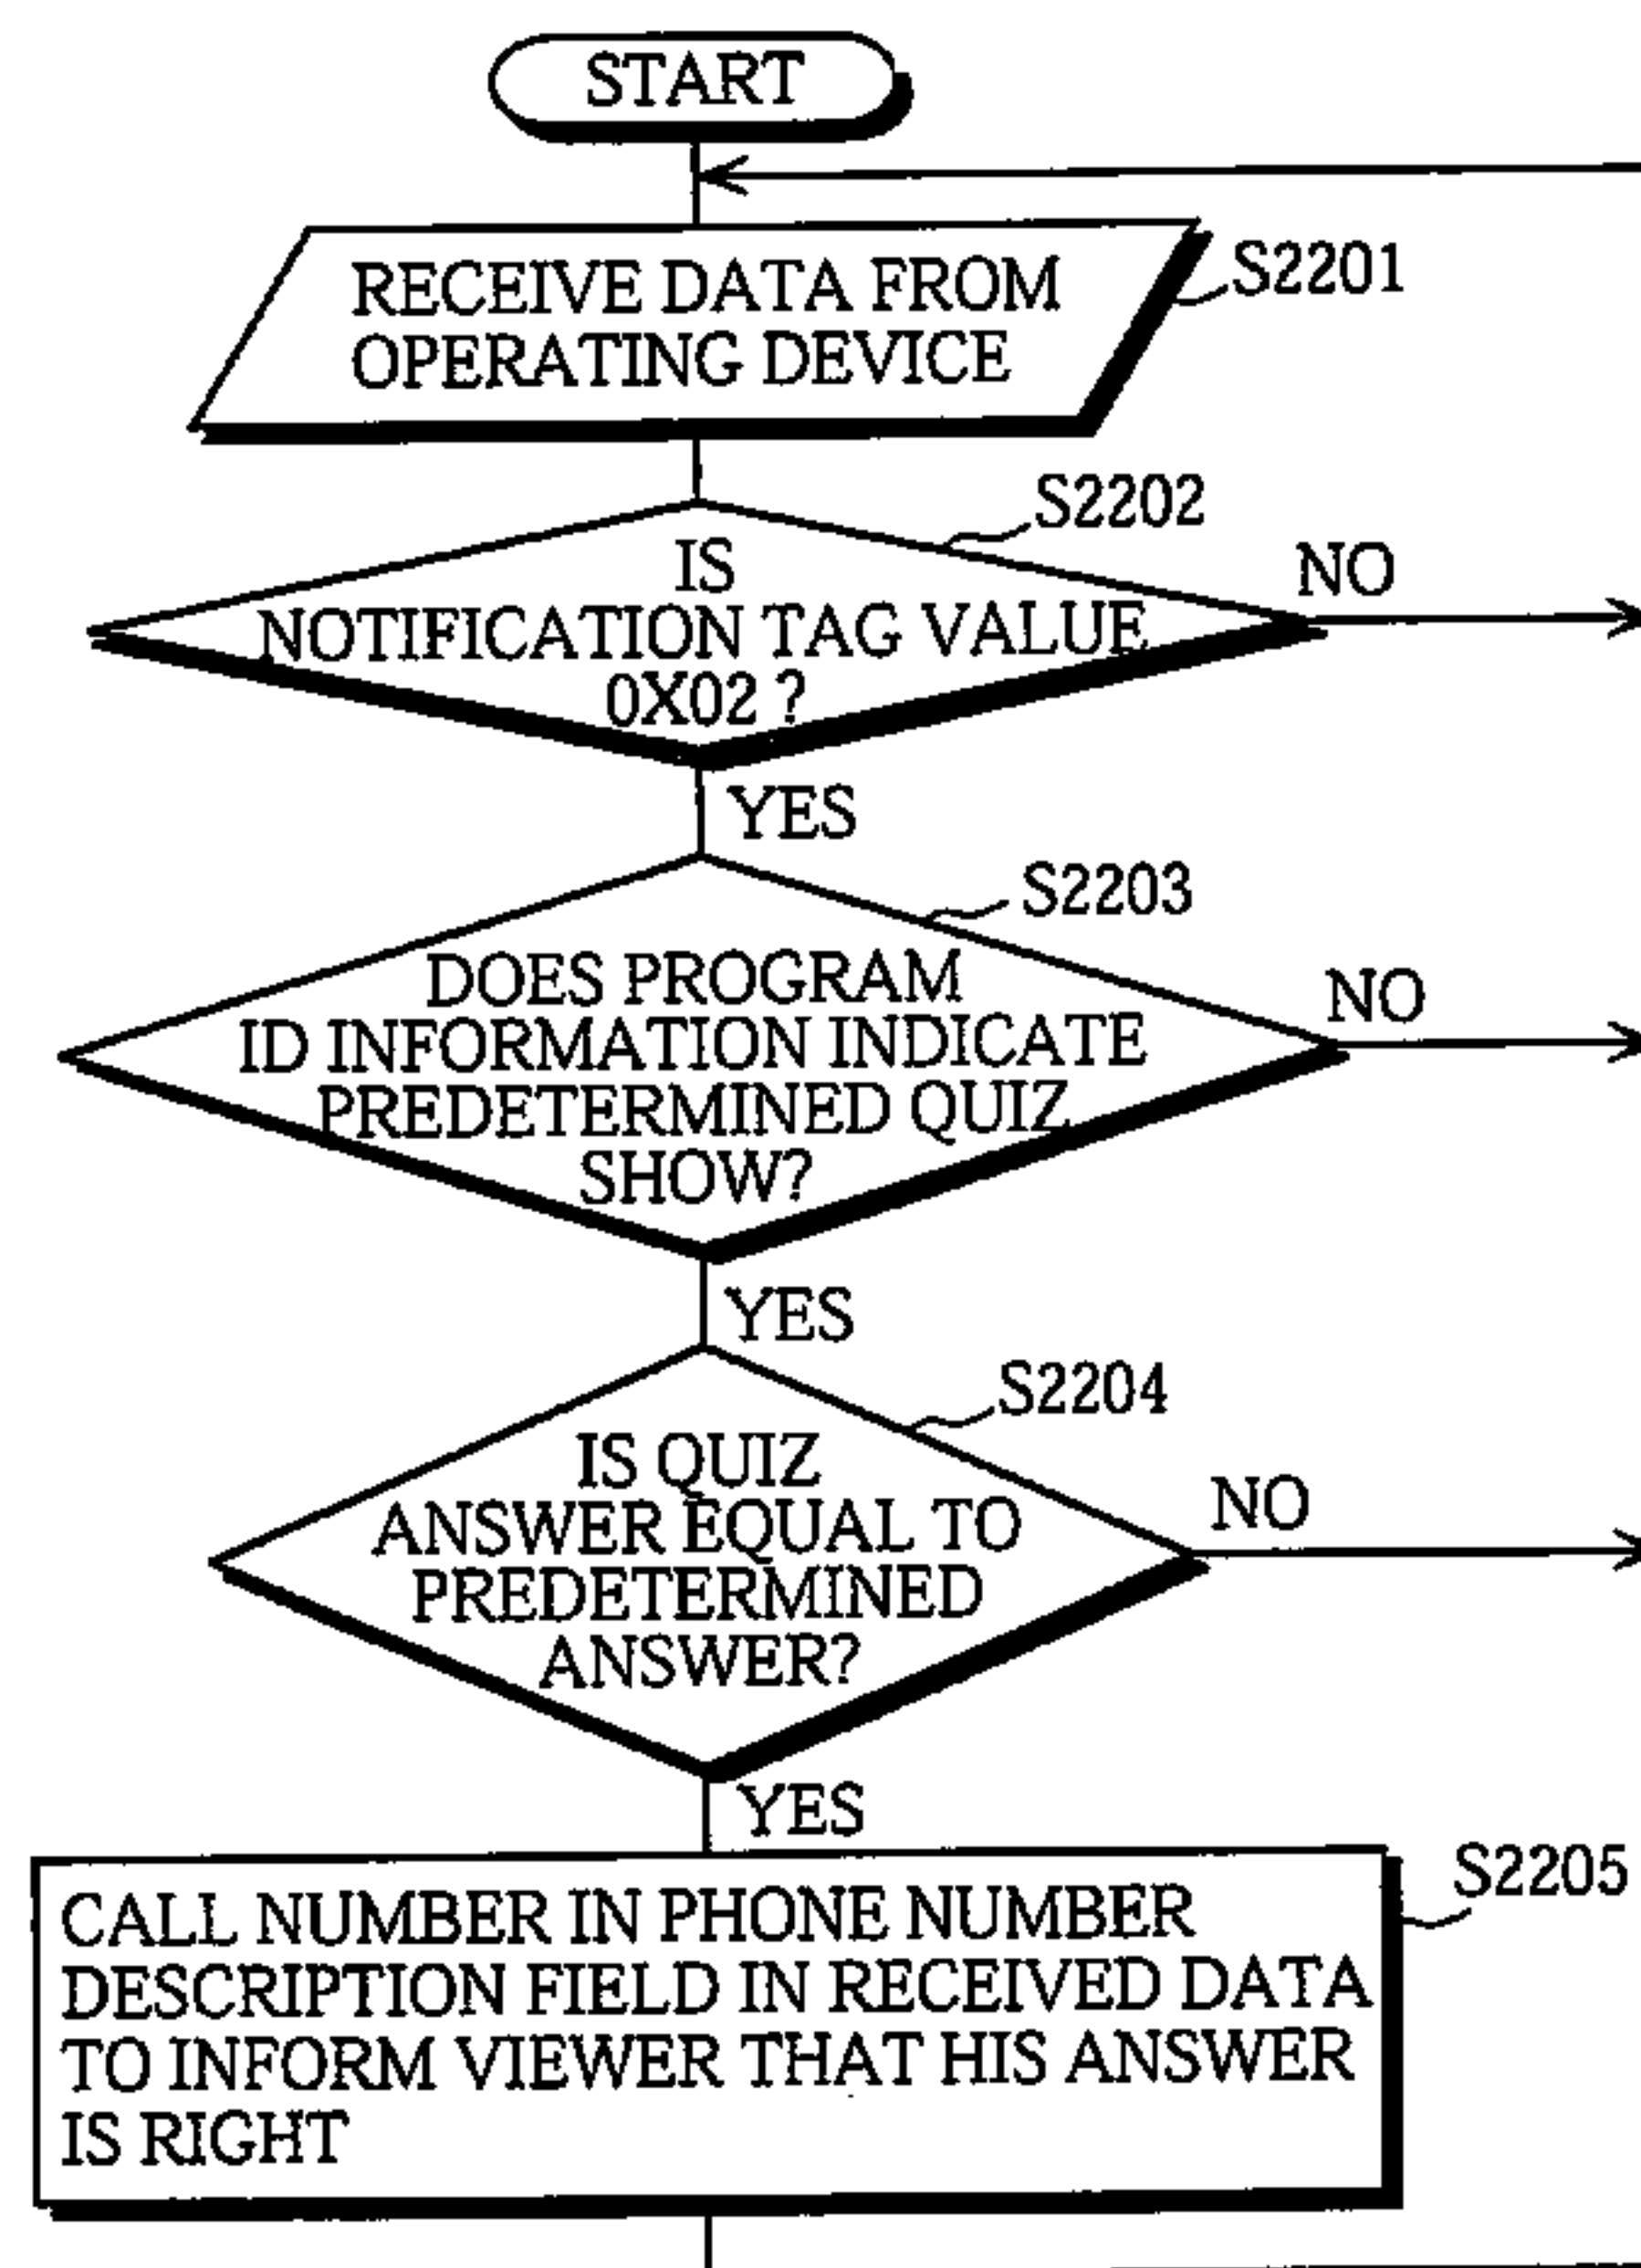 START
RECEIVE DATA FROM
OPERATING DEVICE
S2201
S2202
IS
NOTIFICATION TAG VALUE
0X02 ?
NO
YES
S2203
DOES PROGRAM
ID INFORMATION INDICATE
PREDETERMINED QUIZ
SHOW?
NO
YES
S2204
IS QUIZ
ANSWER EQUAL TO
PREDETERMINED
ANSWER?
NO
YES
S2205
CALL NUMBER IN PHONE NUMBER
DESCRIPTION FIELD IN RECEIVED DATA
TO INFORM VIEWER THAT HIS ANSWER
IS RIGHT